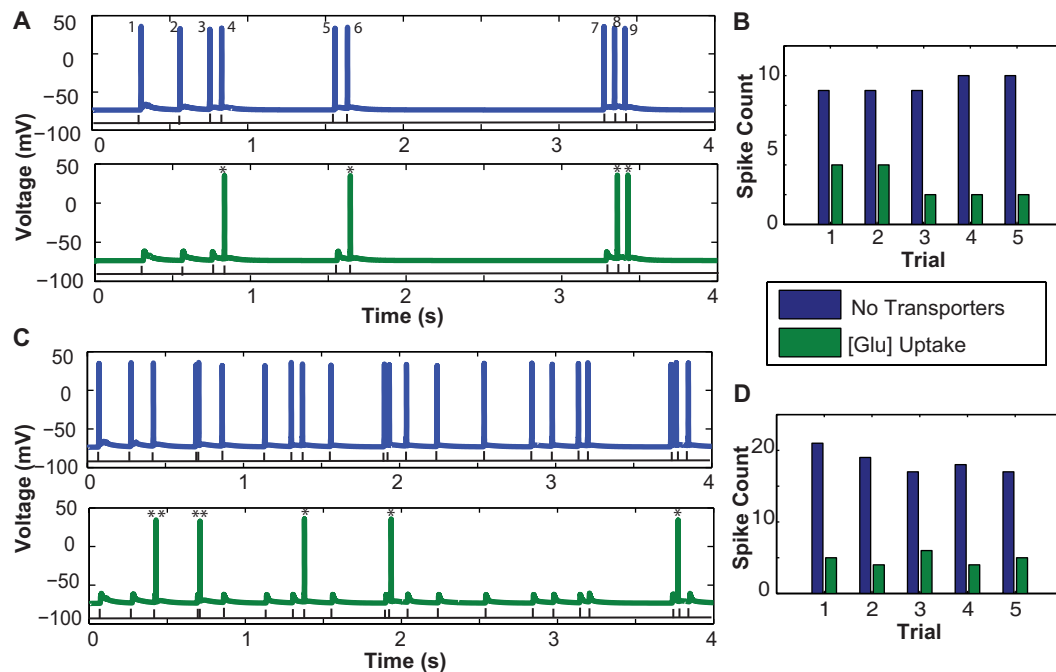 A
50
0
−50
−100
1 2 3 4 5 6 7 8 9
0 1 2 3 4
Voltage (mV)
50
0
−50
−100
* * * *
0 1 2 3 4
Time (s)
B
10
5
0
Spike Count
1 2 3 4 5
Trial
No Transporters
[Glu] Uptake
C
50
0
−50
−100
0 1 2 3 4
Voltage (mV)
50
0
−50
−100
** ** * * *
0 1 2 3 4
Time (s)
D
20
10
0
Spike Count
1 2 3 4 5
Trial